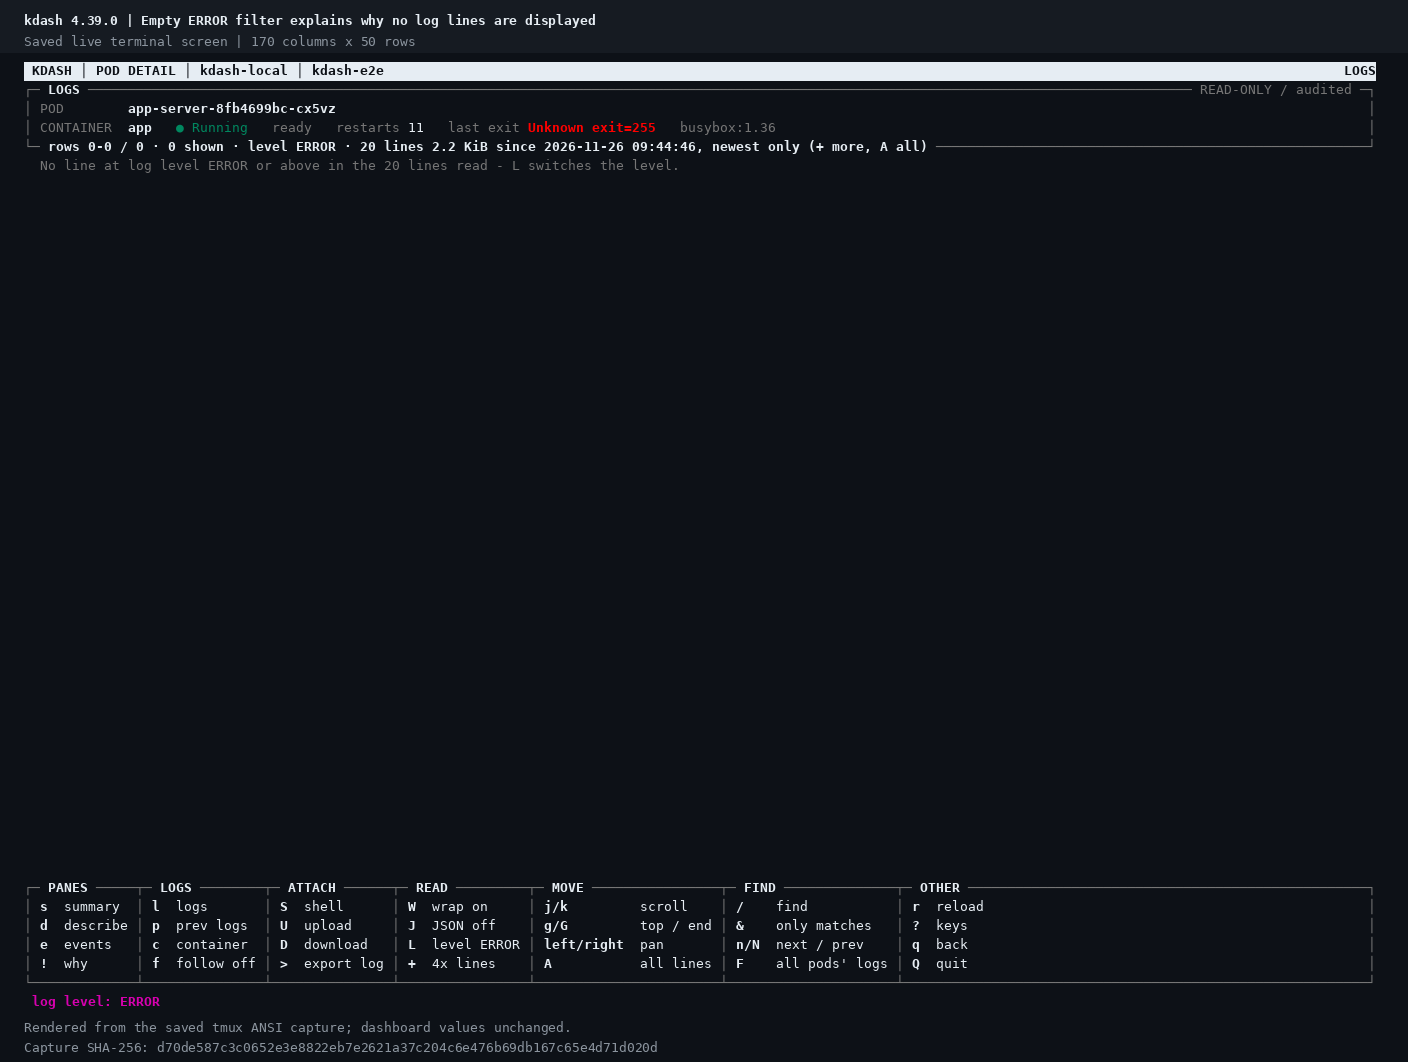 kdash 4.39.0 | Empty ERROR filter explains why no log lines are displayed
Saved live terminal screen | 170 columns x 50 rows
KDASH │ POD DETAIL │ kdash-local │ kdash-e2e LOGS
LOGS READ-ONLY / audited
POD app-server-8fb4699bc-cx5vz
CONTAINER app ● Running ready restarts 11 last exit Unknown exit=255 busybox:1.36
rows 0-0 / 0 · 0 shown · level ERROR · 20 lines 2.2 KiB since 2026-11-26 09:44:46, newest only (+ more, A all)
No line at log level ERROR or above in the 20 lines read - L switches the level.
PANES LOGS ATTACH READ MOVE FIND OTHER
s summary │ l logs │ S shell │ W wrap on │ j/k scroll │ / find │ r reload
d describe │ p prev logs │ U upload │ J JSON off │ g/G top / end │ & only matches │ ? keys
e events │ c container │ D download │ L level ERROR │ left/right pan │ n/N next / prev │ q back
! why │ f follow off │ > export log │ + 4x lines │ A all lines │ F all pods' logs │ Q quit
log level: ERROR
Rendered from the saved tmux ANSI capture; dashboard values unchanged.
Capture SHA-256: d70de587c3c0652e3e8822eb7e2621a37c204c6e476b69db167c65e4d71d020d